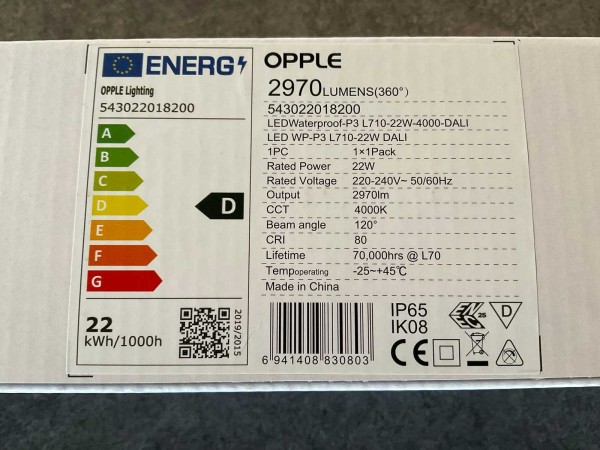 ENERG
OPPLE Lighting
543022018200
A
B
C
D
E
F
G
D
22
kWh/1000h
2019/2015
OPPLE
2970LUMENS(360°)
543022018200
LEDWaterproof-P3 L710-22W-4000-DALI
LED WP-P3 L710-22W DALI
1PC 1×1Pack
Rated Power 22W
Rated Voltage 220-240V~ 50/60Hz
Output 2970lm
CCT 4000K
Beam angle 120°
CRI 80
Lifetime 70,000hrs @ L70
Tempoperating -25~+45℃
Made in China
6 941408 830803
IP65
IK08
25
D
CE